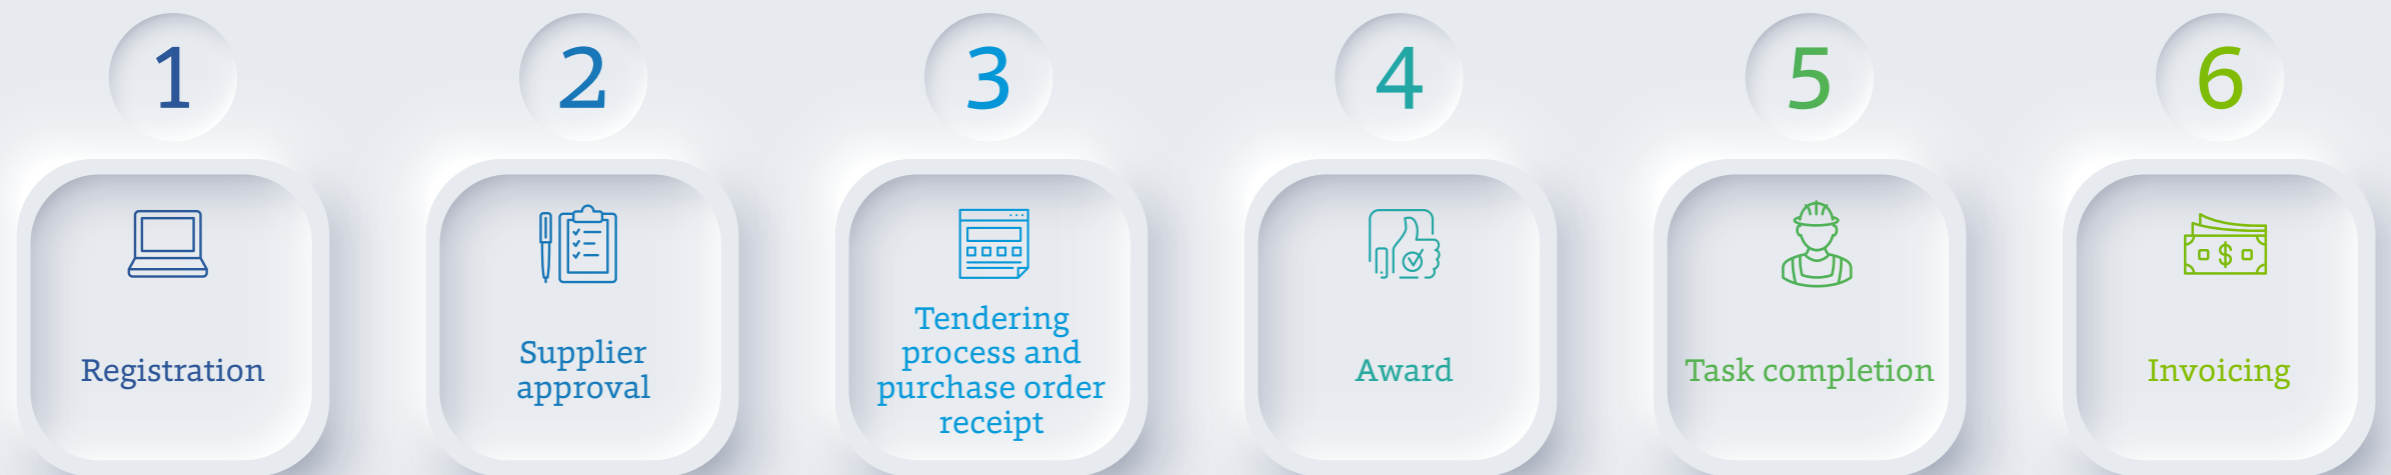 1
Registration
2
Supplier
approval
3
Tendering
process and
purchase order
receipt
4
Award
5
Task completion
6
$
Invoicing